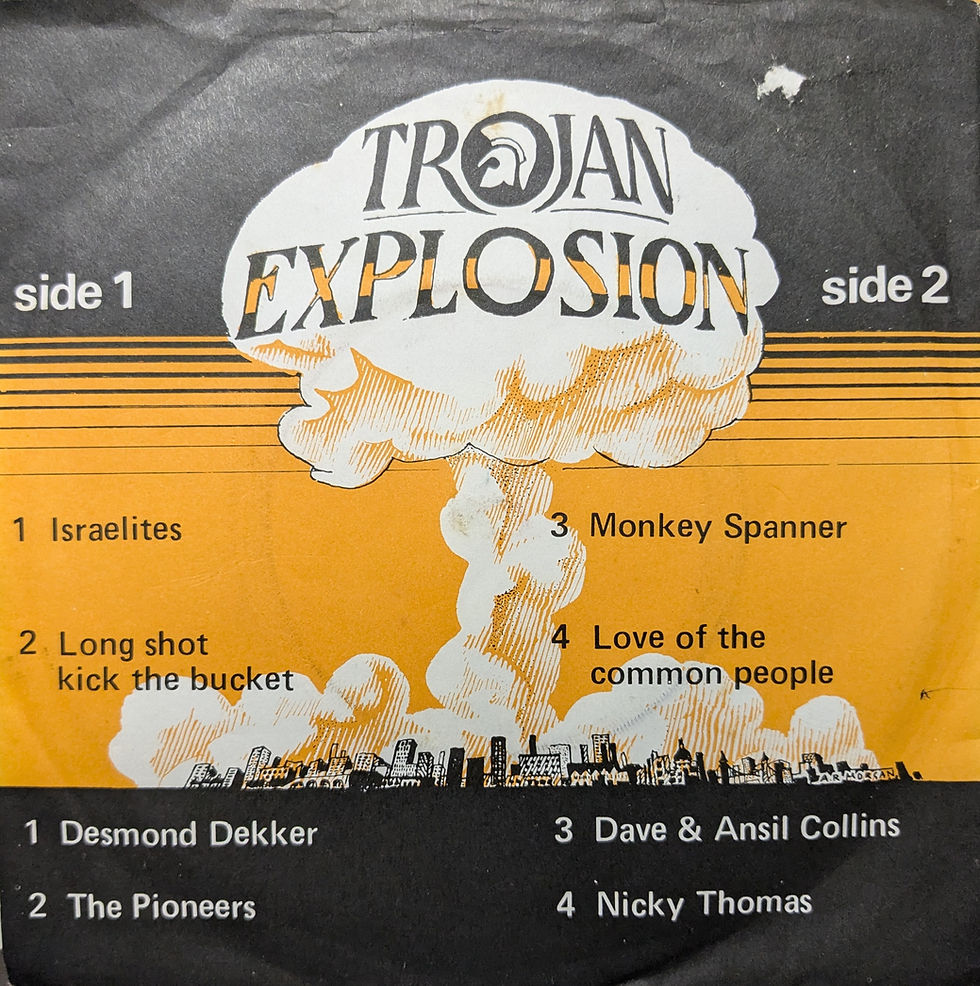 TROJAN
EXPLOSION
side 1
side 2
1 Israelites
2 Long shot
kick the bucket
3 Monkey Spanner
4 Love of the
common people
A.R. MORGAN
1 Desmond Dekker
2 The Pioneers
3 Dave & Ansil Collins
4 Nicky Thomas